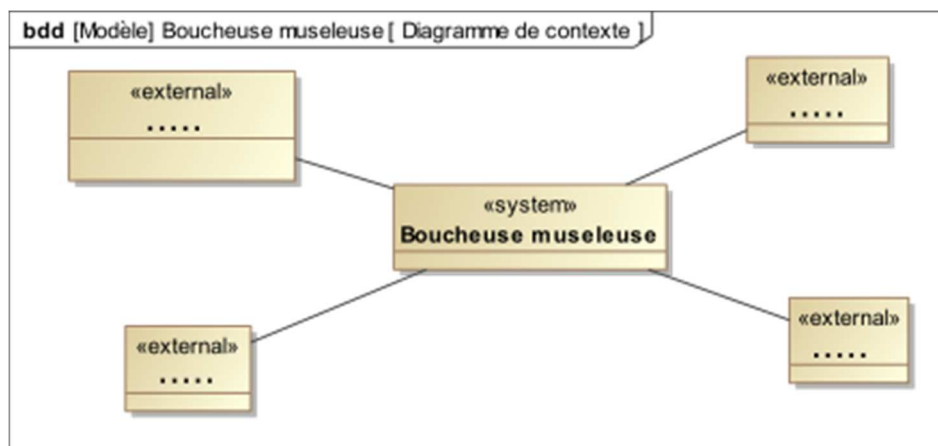 bdd [Modèle] Boucheuse museleuse [ Diagramme de contexte ]
«external»
.....
«external»
.....
«system»
Boucheuse museleuse
«external»
.....
«external»
.....